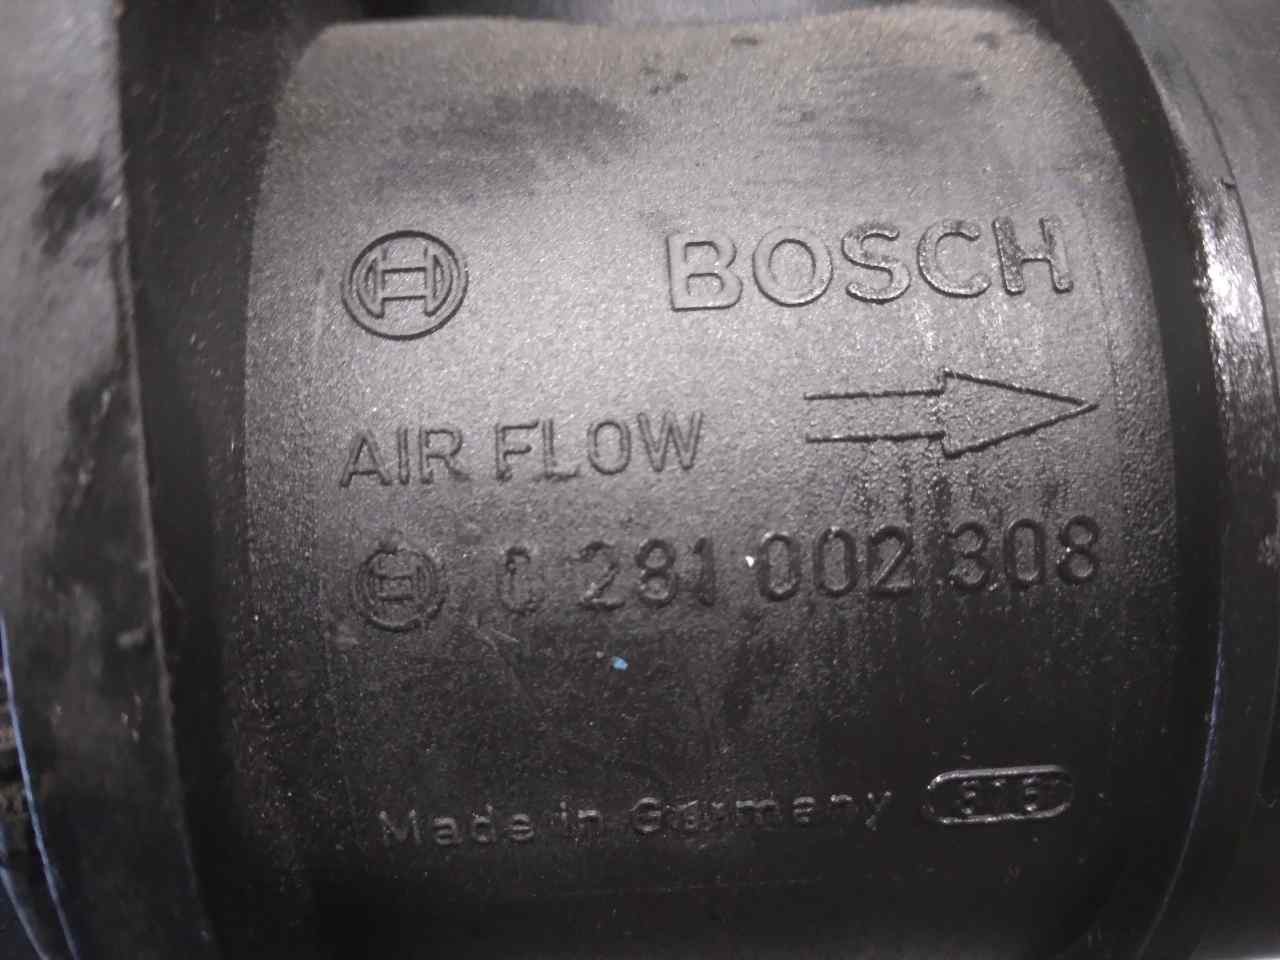 BOSCH
AIR FLOW
0 281 002 308
Made in Germany